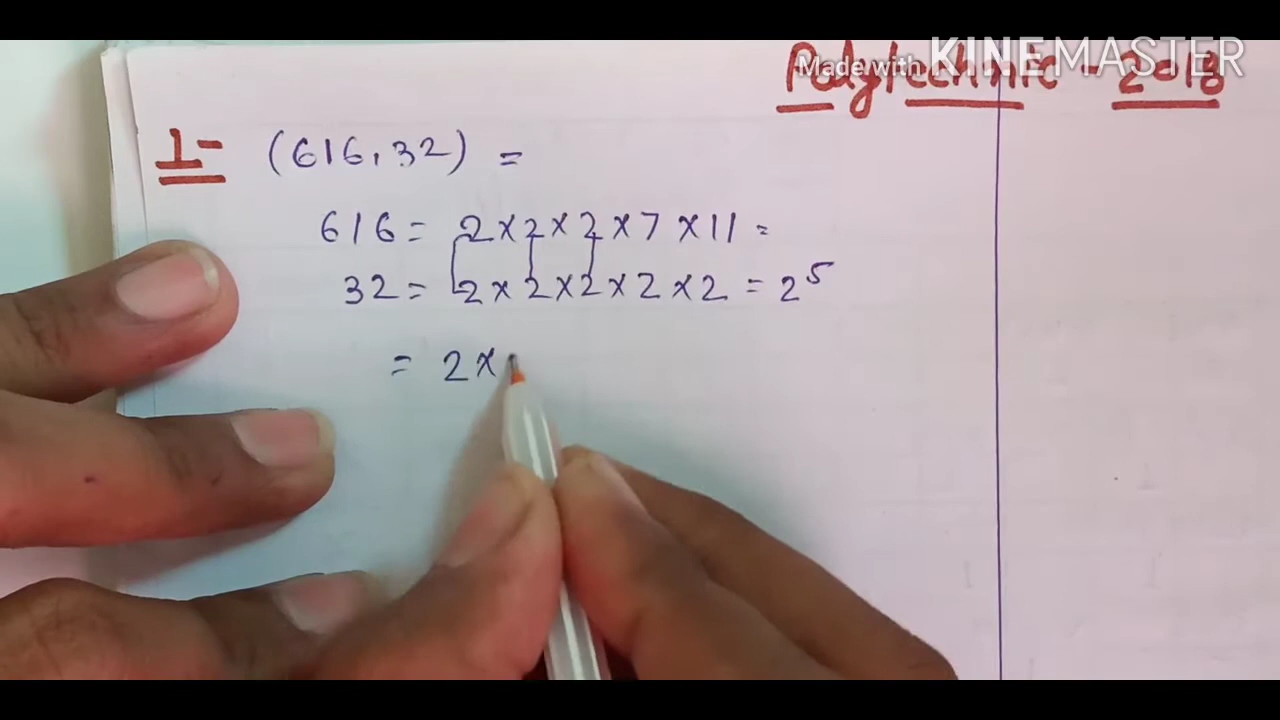 Made with KINEMASTER
Polytechnic - 2018
1- (616, 32) =
616 = 2 × 2 × 2 × 7 × 11 =
32 = 2 × 2 × 2 × 2 × 2 = 2⁵
= 2 ×